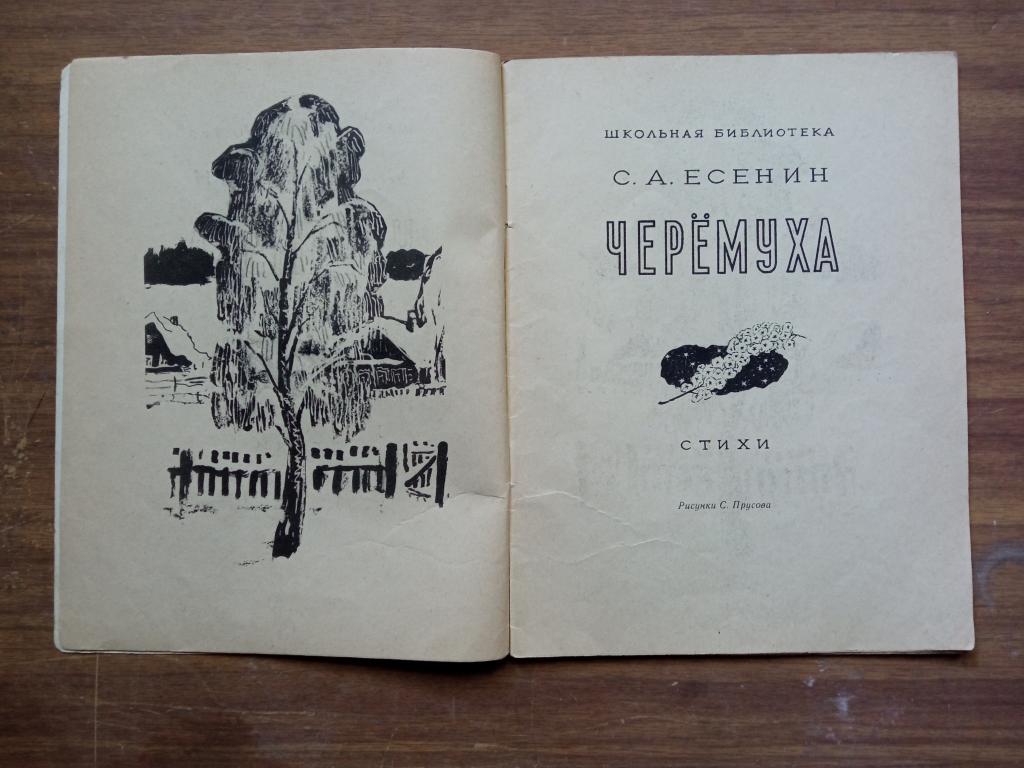 ШКОЛЬНАЯ БИБЛИОТЕКА
С. А. ЕСЕНИН
ЧЕРЁМУХА
СТИХИ
Рисунки С. Прусова